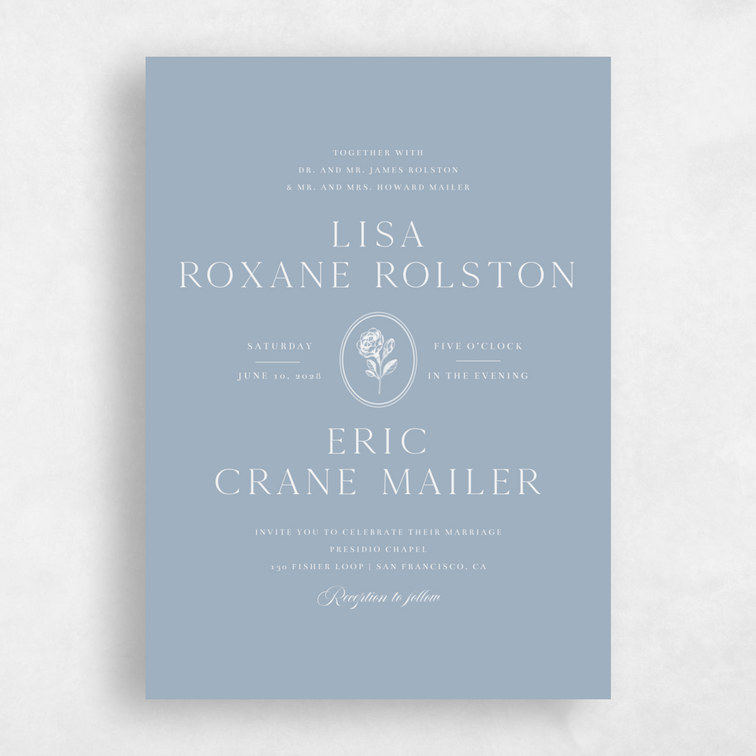 TOGETHER WITH
DR. AND MR. JAMES ROLSTON
& MR. AND MRS. HOWARD MAILER
LISA
ROXANE ROLSTON
SATURDAY
JUNE 10, 2028
FIVE O'CLOCK
IN THE EVENING
ERIC
CRANE MAILER
INVITE YOU TO CELEBRATE THEIR MARRIAGE
PRESIDIO CHAPEL
130 FISHER LOOP | SAN FRANCISCO, CA
Reception to follow